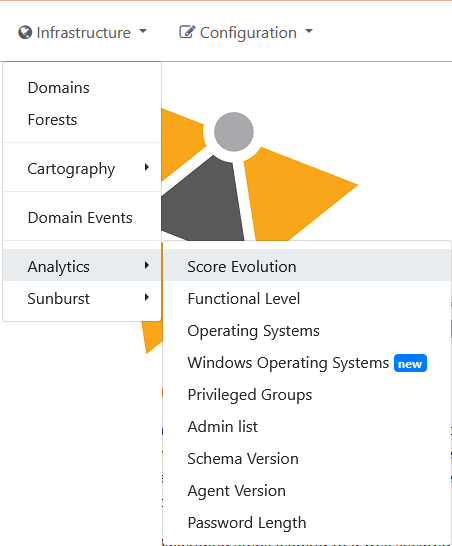 Infrastructure
Configuration
Domains
Forests
Cartography
Domain Events
Analytics
Sunburst
Score Evolution
Functional Level
Operating Systems
Windows Operating Systems new
Privileged Groups
Admin list
Schema Version
Agent Version
Password Length